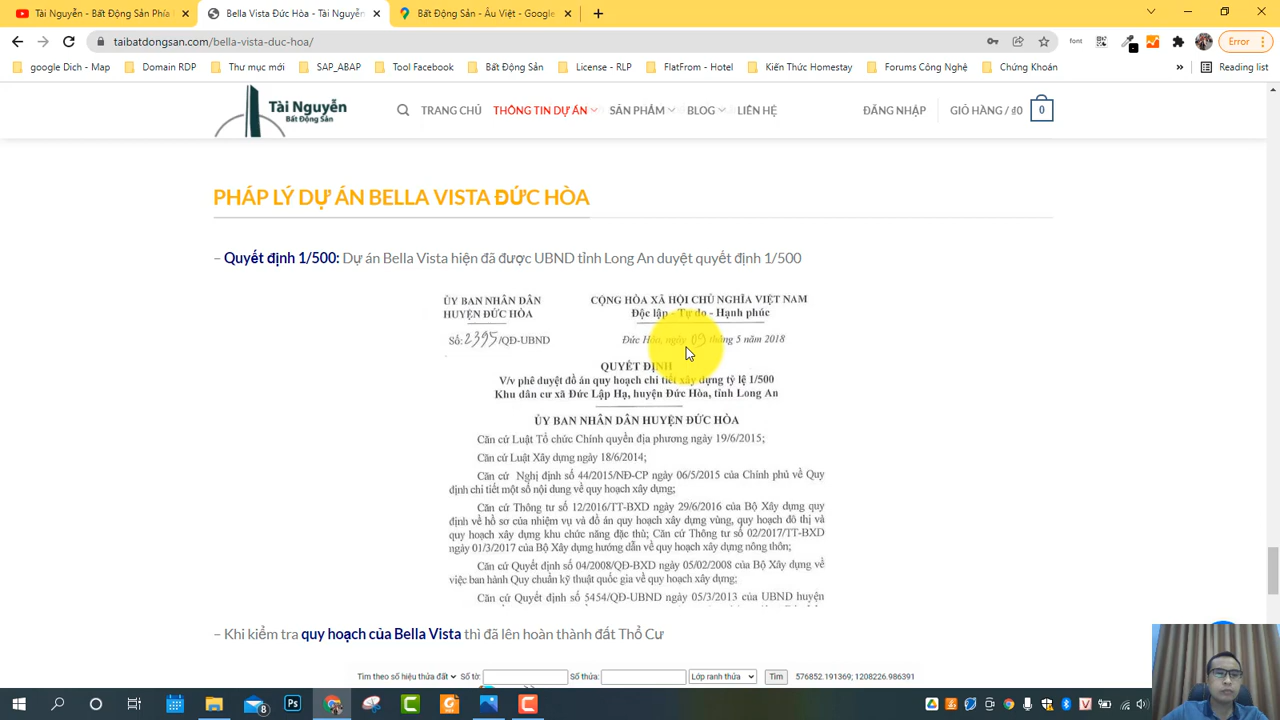 Tài Nguyễn - Bất Động Sản Phía
Bella Vista Đức Hòa - Tài Nguyễn
Bất Động Sản - Âu Việt - Google
taibatdongsan.com/bella-vista-duc-hoa/
font
Error
google Dich - Map
Domain RDP
Thư mục mới
SAP_ABAP
Tool Facebook
Bất Động Sản
License - RLP
FlatFrom - Hotel
Kiến Thức Homestay
Forums Công Nghệ
Chứng Khoán
Reading list
Tài Nguyễn
Bất Động Sản
TRANG CHỦ
THÔNG TIN DỰ ÁN
SẢN PHẨM
BLOG
LIÊN HỆ
ĐĂNG NHẬP
GIỎ HÀNG / ₫0
0
PHÁP LÝ DỰ ÁN BELLA VISTA ĐỨC HÒA
– Quyết định 1/500: Dự án Bella Vista hiện đã được UBND tỉnh Long An duyệt quyết định 1/500
ỦY BAN NHÂN DÂN
HUYỆN ĐỨC HÒA
Số: 2395/QĐ-UBND
CỘNG HÒA XÃ HỘI CHỦ NGHĨA VIỆT NAM
Độc lập - Tự do - Hạnh phúc
Đức Hòa, ngày 09 tháng 5 năm 2018
QUYẾT ĐỊNH
V/v phê duyệt đồ án quy hoạch chi tiết xây dựng tỷ lệ 1/500
Khu dân cư xã Đức Lập Hạ, huyện Đức Hòa, tỉnh Long An
ỦY BAN NHÂN DÂN HUYỆN ĐỨC HÒA
Căn cứ Luật Tổ chức Chính quyền địa phương ngày 19/6/2015;
Căn cứ Luật Xây dựng ngày 18/6/2014;
Căn cứ Nghị định số 44/2015/NĐ-CP ngày 06/5/2015 của Chính phủ về Quy
định chi tiết một số nội dung về quy hoạch xây dựng;
Căn cứ Thông tư số 12/2016/TT-BXD ngày 29/6/2016 của Bộ Xây dựng quy
định về hồ sơ của nhiệm vụ và đồ án quy hoạch xây dựng vùng, quy hoạch đô thị và
quy hoạch xây dựng khu chức năng đặc thù; Căn cứ Thông tư số 02/2017/TT-BXD
ngày 01/3/2017 của Bộ Xây dựng hướng dẫn về quy hoạch xây dựng nông thôn;
Căn cứ Quyết định số 04/2008/QĐ-BXD ngày 05/02/2008 của Bộ Xây dựng về
việc ban hành Quy chuẩn kỹ thuật quốc gia về quy hoạch xây dựng;
Căn cứ Quyết định số 5454/QĐ-UBND ngày 05/3/2013 của UBND huyện
– Khi kiểm tra quy hoạch của Bella Vista thì đã lên hoàn thành đất Thổ Cư
Tìm theo số hiệu thửa đất
Số tờ:
Số thửa:
Lớp ranh thửa
Tìm
576852.191369; 1208226.986391
8